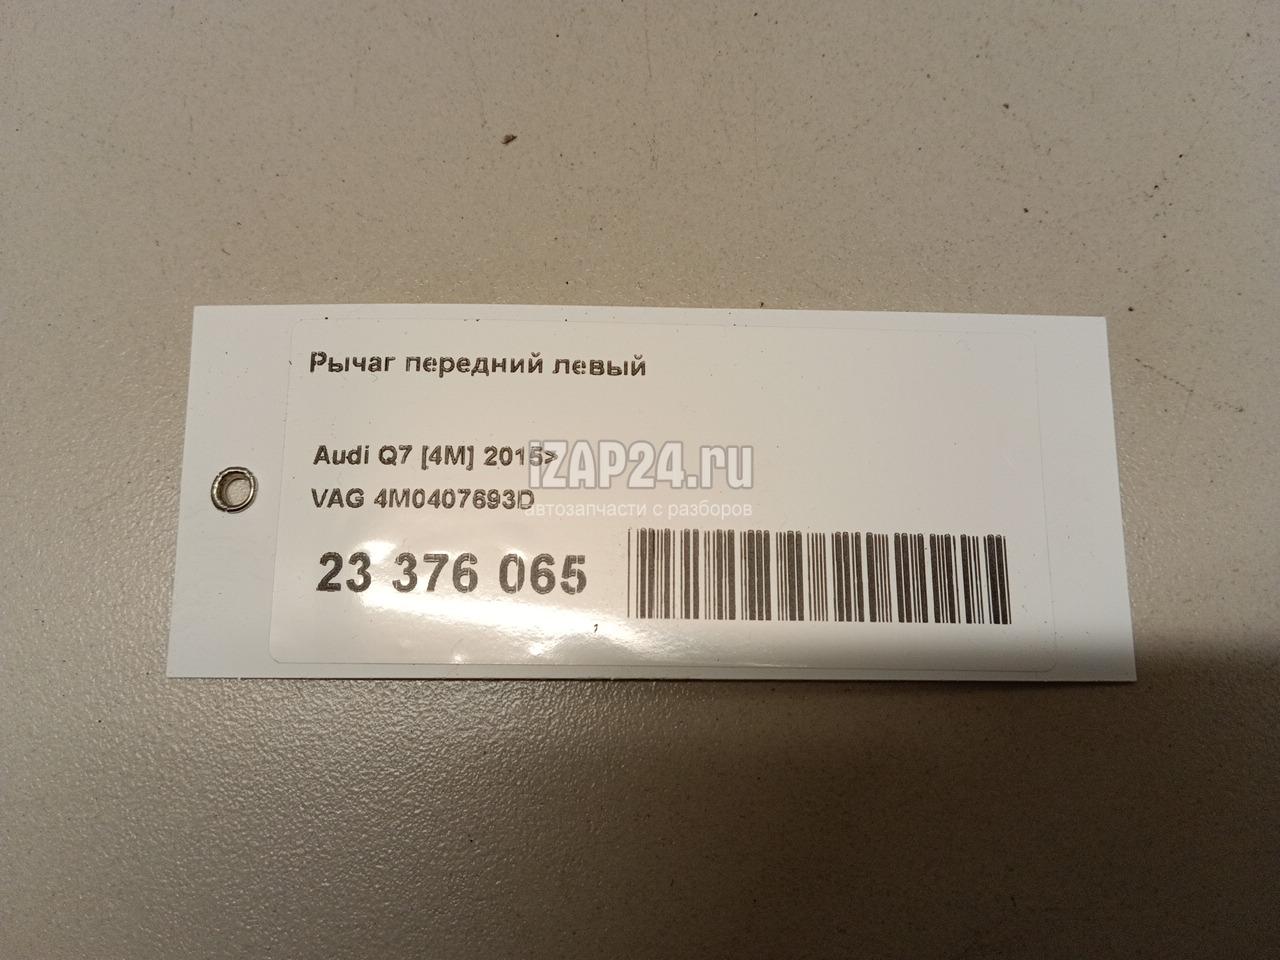 Рычаг передний левый
Audi Q7 [4M] 2015>
iZAP24.ru
VAG 4M0407693D
автозапчасти с разборов
23 376 065